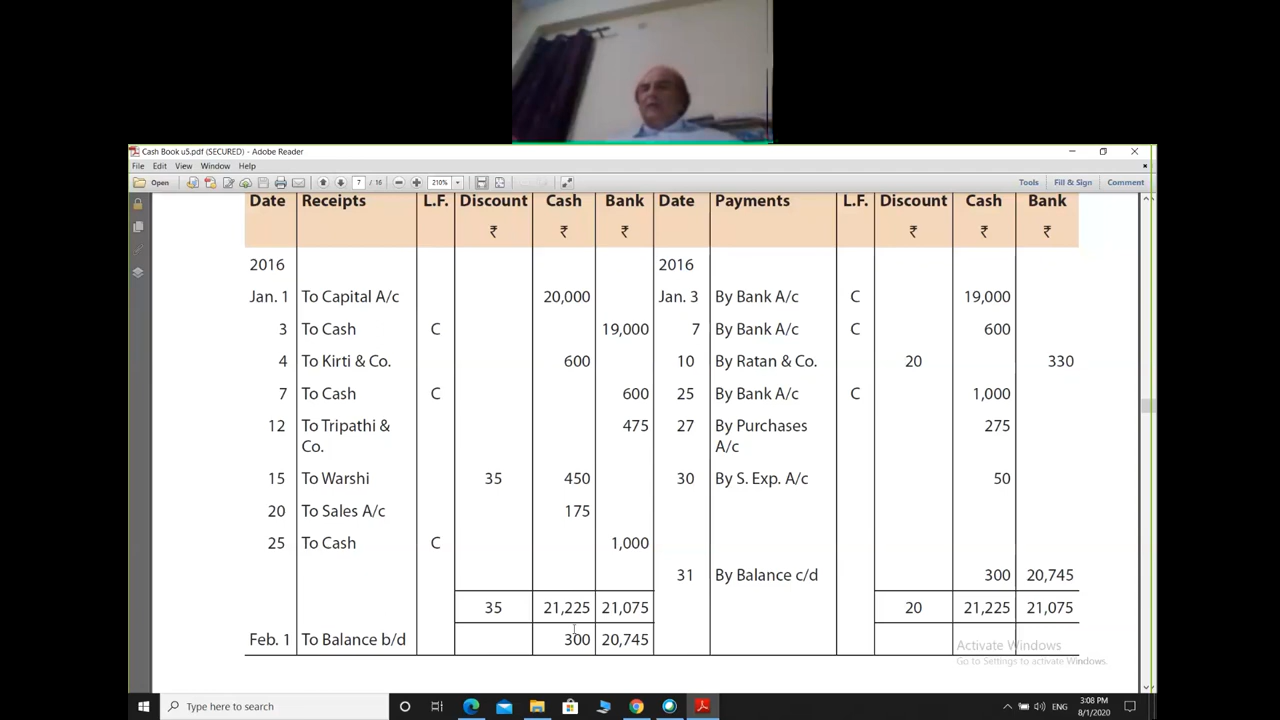 Cash Book u5.pdf (SECURED) - Adobe Reader
File Edit View Window Help
Open 7 / 16 210% Tools Fill & Sign Comment
Date Receipts L.F. Discount Cash Bank Date Payments L.F. Discount Cash Bank
₹ ₹ ₹ ₹ ₹ ₹
2016 2016
Jan. 1 To Capital A/c 20,000 Jan. 3 By Bank A/c C 19,000
3 To Cash C 19,000 7 By Bank A/c C 600
4 To Kirti & Co. 600 10 By Ratan & Co. 20 330
7 To Cash C 600 25 By Bank A/c C 1,000
12 To Tripathi & 475 27 By Purchases 275
Co. A/c
15 To Warshi 35 450 30 By S. Exp. A/c 50
20 To Sales A/c 175
25 To Cash C 1,000
31 By Balance c/d 300 20,745
35 21,225 21,075 20 21,225 21,075
Feb. 1 To Balance b/d 300 20,745
Activate Windows
Go to Settings to activate Windows.
Type here to search ENG 3:08 PM
8/1/2020